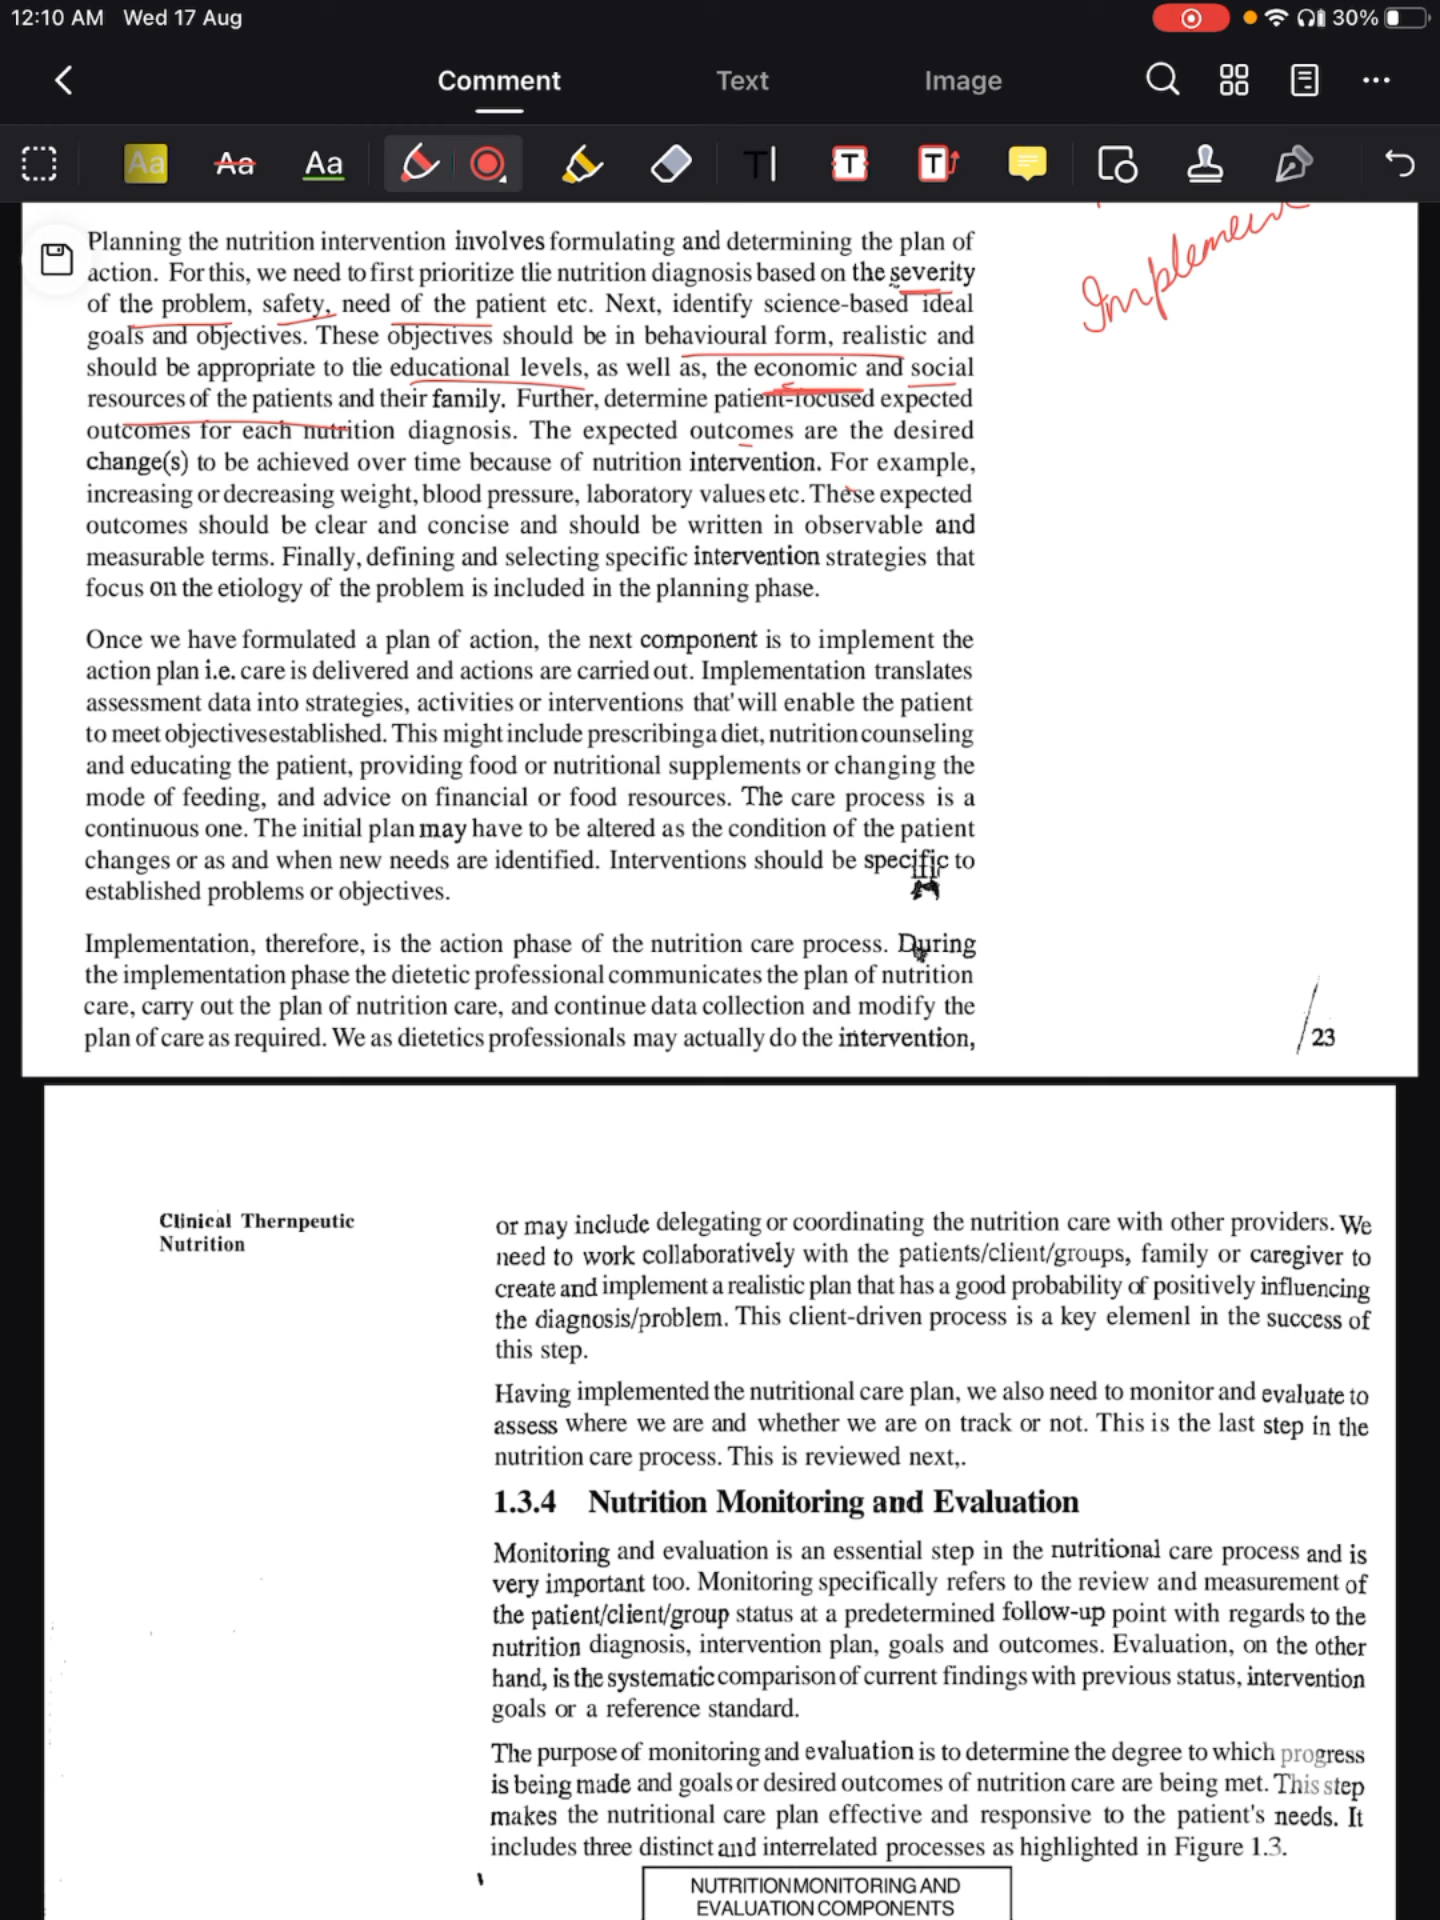 12:10 AM Wed 17 Aug
30%
Comment
Text
Image
Aa Aa Aa T T T
Implemen
Planning the nutrition intervention involves formulating and determining the plan of
action. For this, we need to first prioritize tlie nutrition diagnosis based on the severity
of the problem, safety, need of the patient etc. Next, identify science-based ideal
goals and objectives. These objectives should be in behavioural form, realistic and
should be appropriate to tlie educational levels, as well as, the economic and social
resources of the patients and their family. Further, determine patient-focused expected
outcomes for each nutrition diagnosis. The expected outcomes are the desired
change(s) to be achieved over time because of nutrition intervention. For example,
increasing or decreasing weight, blood pressure, laboratory values etc. These expected
outcomes should be clear and concise and should be written in observable and
measurable terms. Finally, defining and selecting specific intervention strategies that
focus on the etiology of the problem is included in the planning phase.
Once we have formulated a plan of action, the next component is to implement the
action plan i.e. care is delivered and actions are carried out. Implementation translates
assessment data into strategies, activities or interventions that' will enable the patient
to meet objectives established. This might include prescribing a diet, nutrition counseling
and educating the patient, providing food or nutritional supplements or changing the
mode of feeding, and advice on financial or food resources. The care process is a
continuous one. The initial plan may have to be altered as the condition of the patient
changes or as and when new needs are identified. Interventions should be specific to
established problems or objectives.
Implementation, therefore, is the action phase of the nutrition care process. During
the implementation phase the dietetic professional communicates the plan of nutrition
care, carry out the plan of nutrition care, and continue data collection and modify the
plan of care as required. We as dietetics professionals may actually do the intervention,
23
Clinical Thernpeutic
Nutrition
or may include delegating or coordinating the nutrition care with other providers. We
need to work collaboratively with the patients/client/groups, family or caregiver to
create and implement a realistic plan that has a good probability of positively influencing
the diagnosis/problem. This client-driven process is a key elemenl in the success of
this step.
Having implemented the nutritional care plan, we also need to monitor and evaluate to
assess where we are and whether we are on track or not. This is the last step in the
nutrition care process. This is reviewed next,.
1.3.4 Nutrition Monitoring and Evaluation
Monitoring and evaluation is an essential step in the nutritional care process and is
very important too. Monitoring specifically refers to the review and measurement of
the patient/client/group status at a predetermined follow-up point with regards to the
nutrition diagnosis, intervention plan, goals and outcomes. Evaluation, on the other
hand, is the systematic comparison of current findings with previous status, intervention
goals or a reference standard.
The purpose of monitoring and evaluation is to determine the degree to which progress
is being made and goals or desired outcomes of nutrition care are being met. This step
makes the nutritional care plan effective and responsive to the patient's needs. It
includes three distinct and interrelated processes as highlighted in Figure 1.3.
NUTRITION MONITORING AND
EVALUATION COMPONENTS